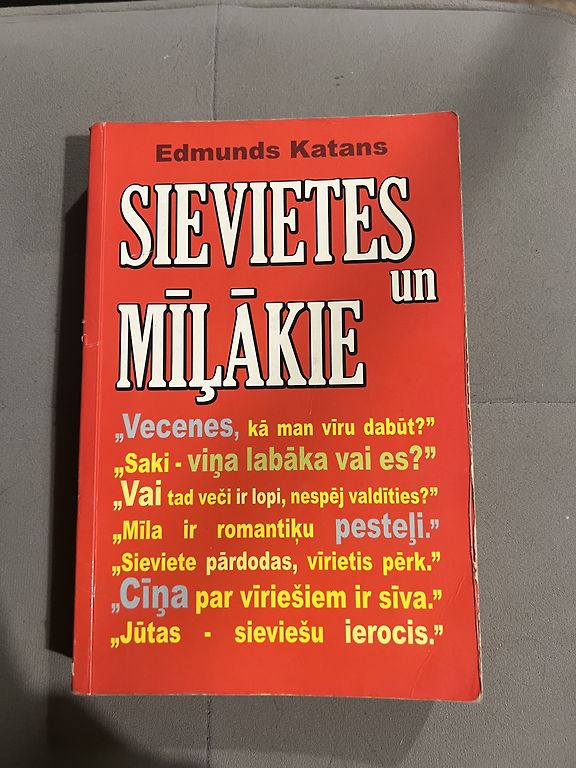 Edmunds Katans
SIEVIETES
un
MĪĻĀKIE
„Vecenes, kā man vīru dabūt?”
„Saki - viņa labāka vai es?”
„Vai tad veči ir lopi, nespēj valdīties?”
„Mīla ir romantiķu pesteļi.”
„Sieviete pārdodas, vīrietis pērk.”
„Cīņa par vīriešiem ir sīva.”
„Jūtas - sieviešu ierocis.”